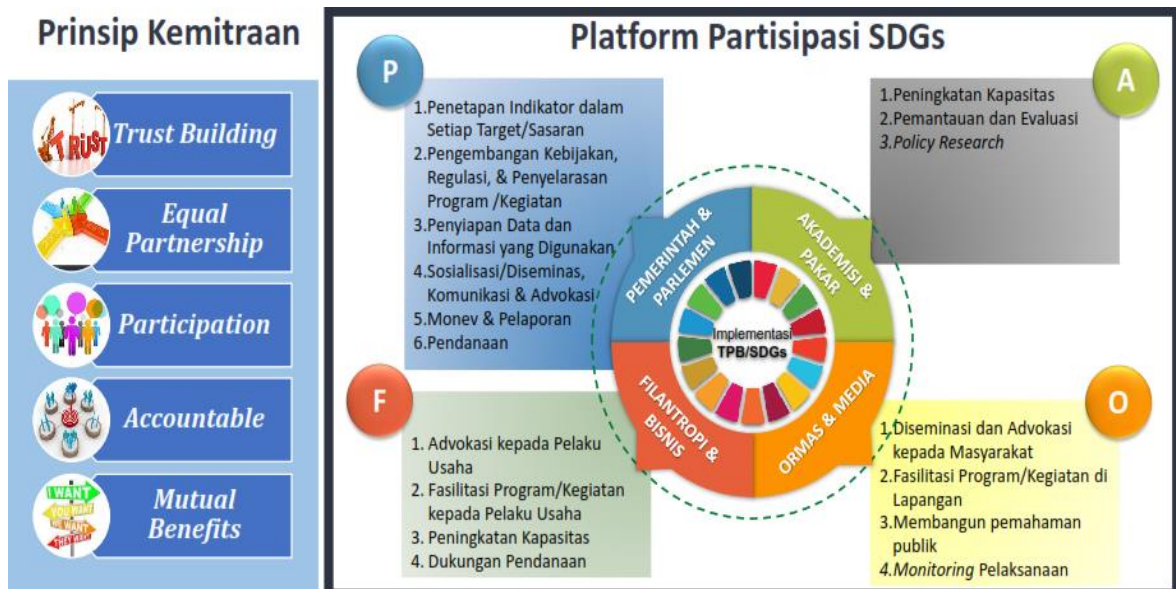 Prinsip Kemitraan
TRUST
Trust Building
Equal
Partnership
Participation
Accountable
I WANT
YOU WANT
WE WANT
THEY WANT
Mutual
Benefits
Platform Partisipasi SDGs
P
1.Penetapan Indikator dalam
Setiap Target/Sasaran
2.Pengembangan Kebijakan,
Regulasi, & Penyelarasan
Program /Kegiatan
3.Penyiapan Data dan
Informasi yang Digunakan
4.Sosialisasi/Diseminas,
Komunikasi & Advokasi
5.Monev & Pelaporan
6.Pendanaan
A
1.Peningkatan Kapasitas
2.Pemantauan dan Evaluasi
3.Policy Research
PEMERINTAH &
PARLEMEN
AKADEMISI &
PAKAR
Implementasi
TPB/SDGs
FILANTROPI &
BISNIS
ORMAS & MEDIA
F
1. Advokasi kepada Pelaku
Usaha
2. Fasilitasi Program/Kegiatan
kepada Pelaku Usaha
3. Peningkatan Kapasitas
4. Dukungan Pendanaan
O
1.Diseminasi dan Advokasi
kepada Masyarakat
2.Fasilitasi Program/Kegiatan di
Lapangan
3.Membangun pemahaman
publik
4.Monitoring Pelaksanaan